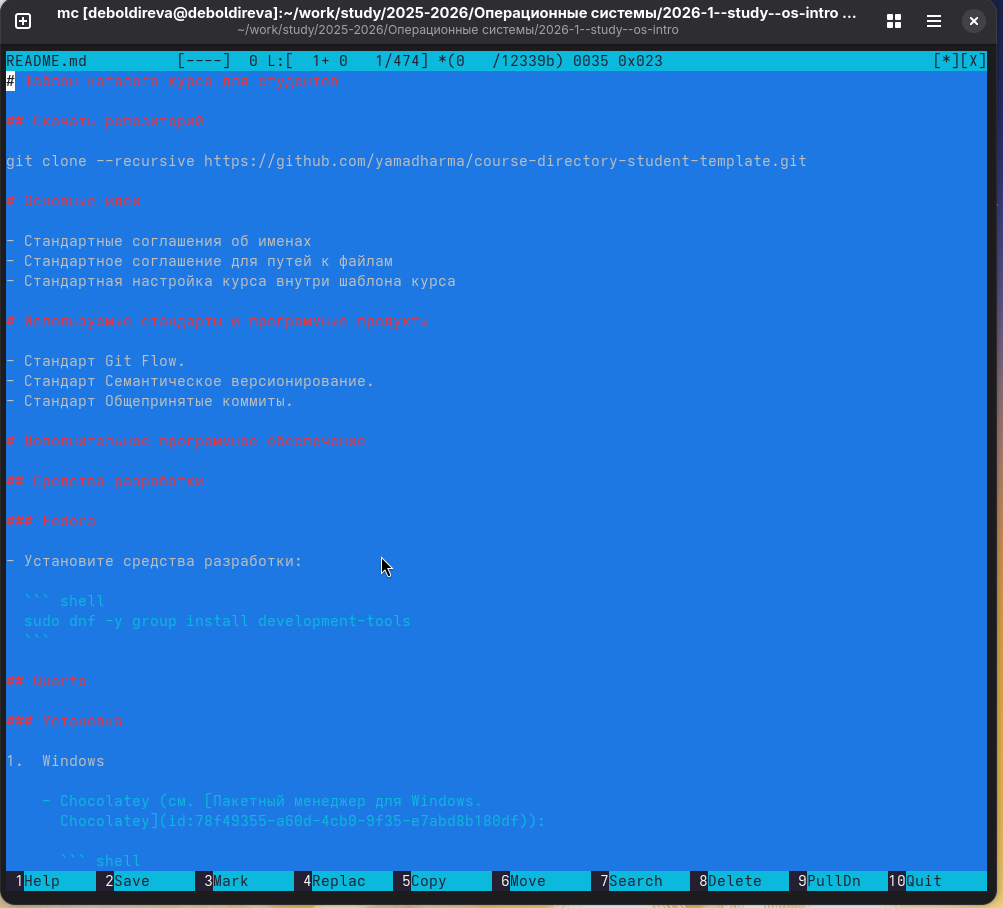 mc [deboldireva@deboldireva]:~/work/study/2025-2026/Операционные системы/2026-1--study--os-intro ...
~/work/study/2025-2026/Операционные системы/2026-1--study--os-intro
README.md [----] 0 L:[ 1+ 0 1/474] *(0 /12339b) 0035 0x023 [*][X]
# Шаблон каталога курса для студентов
## Скачать репозиторий
git clone --recursive https://github.com/yamadharma/course-directory-student-template.git
# Основные идеи
- Стандартные соглашения об именах
- Стандартное соглашение для путей к файлам
- Стандартная настройка курса внутри шаблона курса
# Используемые стандарты и програмные продукты
- Стандарт Git Flow.
- Стандарт Семантическое версионирование.
- Стандарт Общепринятые коммиты.
# Дополнительное програмное обеспечение
## Средства разработки
### Fedora
- Установите средства разработки:
``` shell
sudo dnf -y group install development-tools
```
## Quarto
### Установка
1. Windows
- Chocolatey (см. [Пакетный менеджер для Windows.
Chocolatey](id:78f49355-a60d-4cb0-9f35-e7abd8b180df)):
``` shell
1Help 2Save 3Mark 4Replac 5Copy 6Move 7Search 8Delete 9PullDn 10Quit